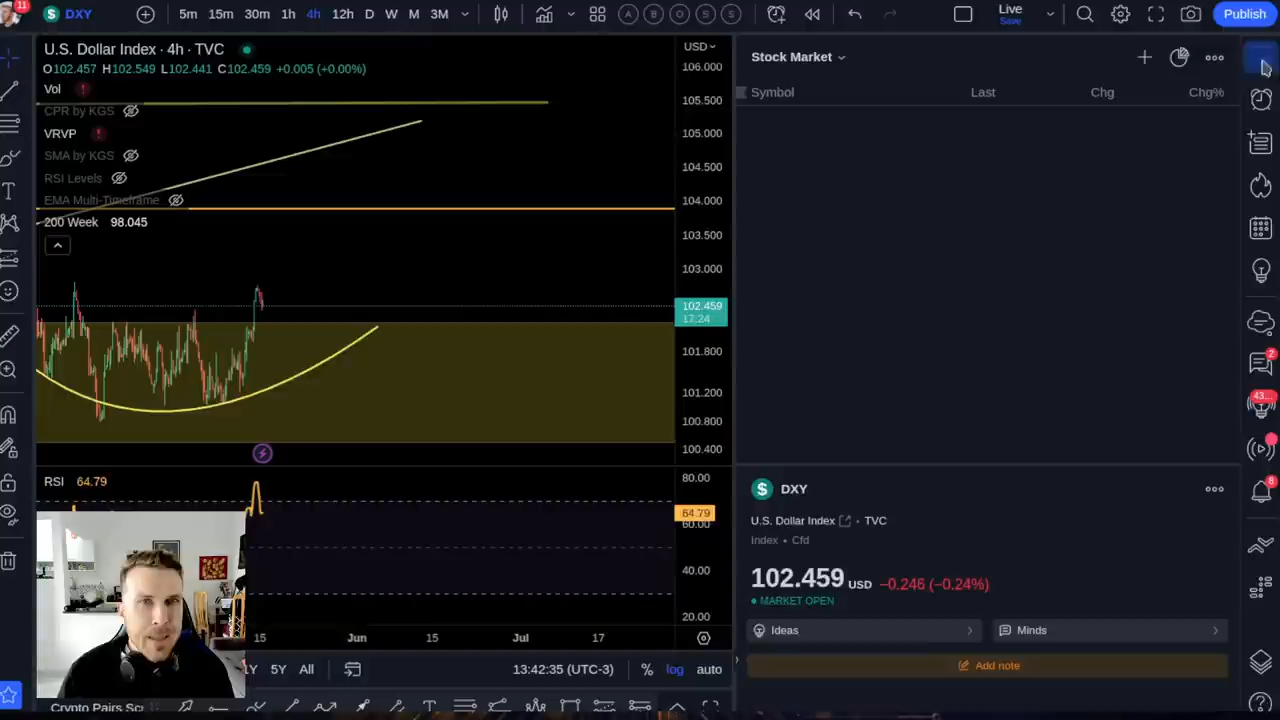 11
$ DXY
5m 15m 30m 1h 4h 12h D W M 3M
A B O S S
Live
Save
Publish
U.S. Dollar Index · 4h · TVC
O102.457 H102.549 L102.441 C102.459 +0.005 (+0.00%)
Vol !
CPR by KGS
VRVP !
SMA by KGS
RSI Levels
EMA Multi-Timeframe
200 Week 98.045
USD
106.000
105.500
105.000
104.500
104.000
103.500
103.000
102.459
17:24
101.800
101.200
100.800
100.400
RSI 64.79
80.00
64.79
60.00
40.00
20.00
15 Jun 15 Jul 17
5Y All
13:42:35 (UTC-3) % log auto
Stock Market
Symbol Last Chg Chg%
$ DXY
U.S. Dollar Index · TVC
Index · Cfd
102.459 USD −0.246 (−0.24%)
MARKET OPEN
Ideas
Minds
Add note
2
43...
8